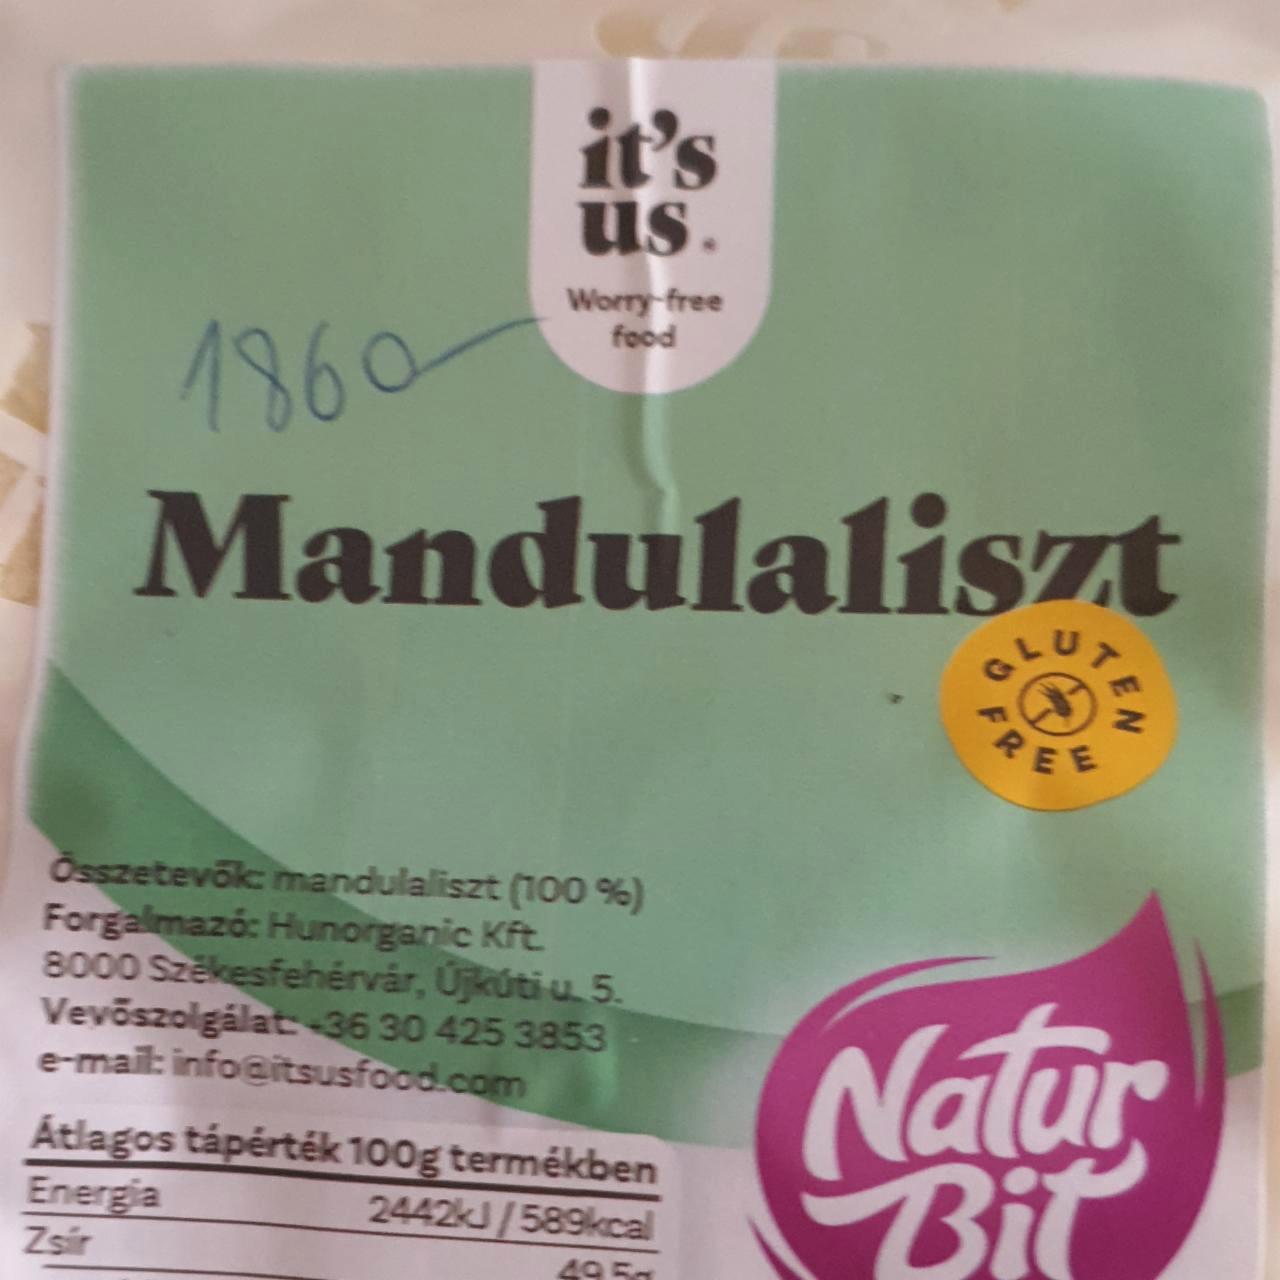 it's
us.
Worry-free
food
1860
Mandulaliszt
GLUTEN
FREE
Összetevők: mandulaliszt (100 %)
Forgalmazó: Hunorganic Kft.
8000 Székesfehérvár, Újkúti u. 5.
Vevőszolgálat: +36 30 425 3853
e-mail: info@itsusfood.com
Natur
Bit
Átlagos tápérték 100g termékben
Energia 2442kJ / 589kcal
Zsír 49,5g